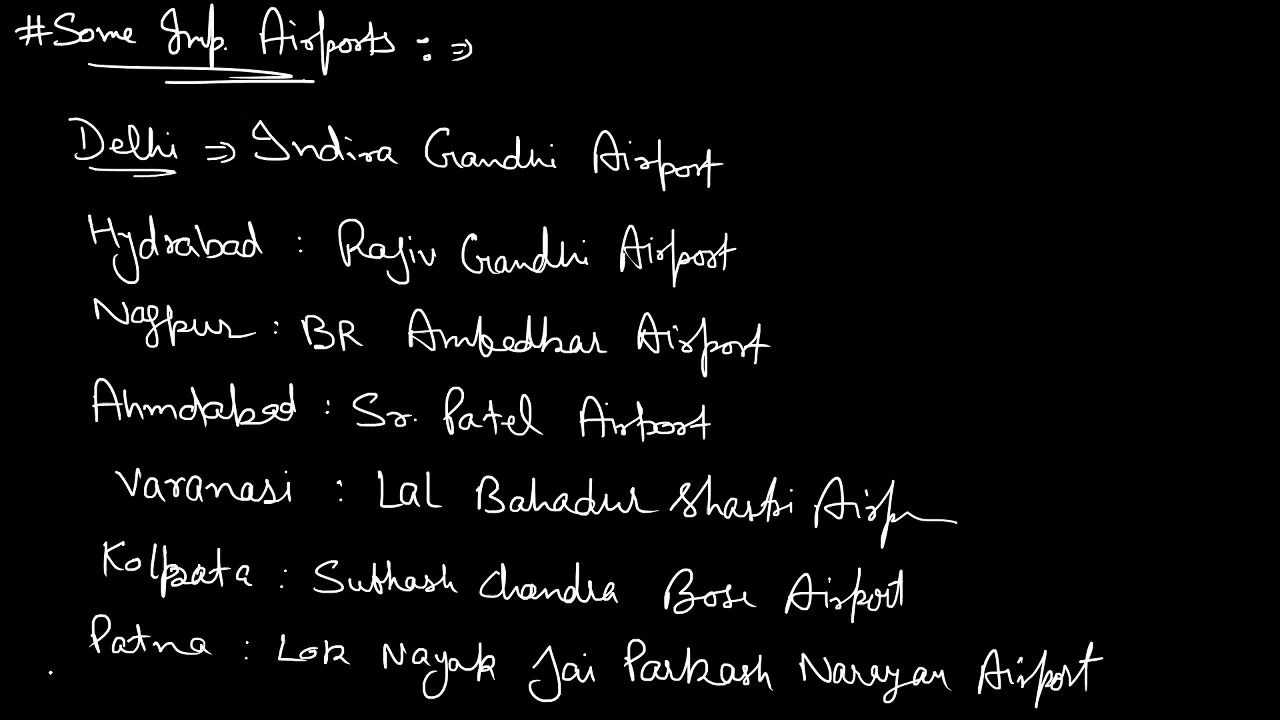 #Some Imp. Airports : ⇒
Delhi ⇒ Indira Gandhi Airport
Hydrabad : Rajiv Gandhi Airport
Nagpur : BR Ambedkar Airport
Ahmdabad : Sr. Patel Airport
Varanasi : Lal Bahadur Shastri Airp
Kolkata : Subhash Chandra Bose Airport
Patna : Lok Nayak Jai Parkash Narayan Airport